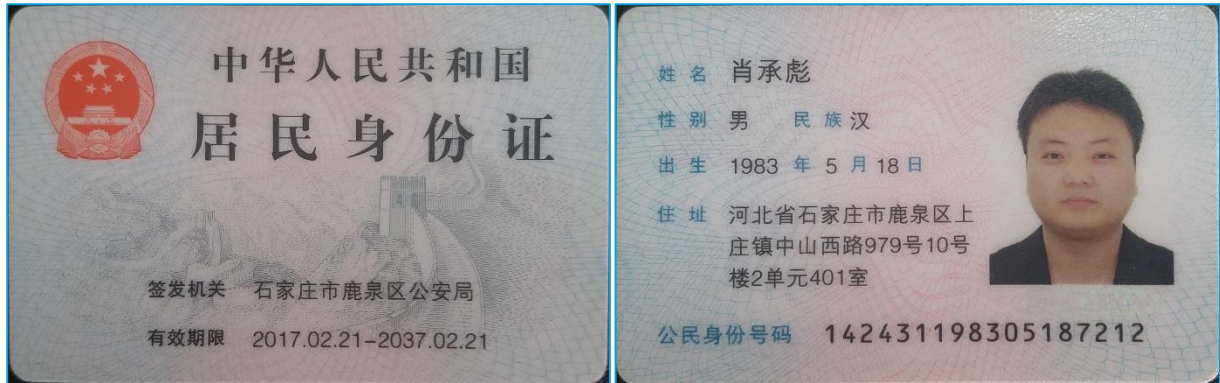 中华人民共和国
居民身份证
签发机关 石家庄市鹿泉区公安局
有效期限 2017.02.21-2037.02.21
姓名 肖承彪
性别 男 民族 汉
出生 1983 年 5 月 18 日
住址 河北省石家庄市鹿泉区上
庄镇中山西路979号10号
楼2单元401室
公民身份号码 142431198305187212